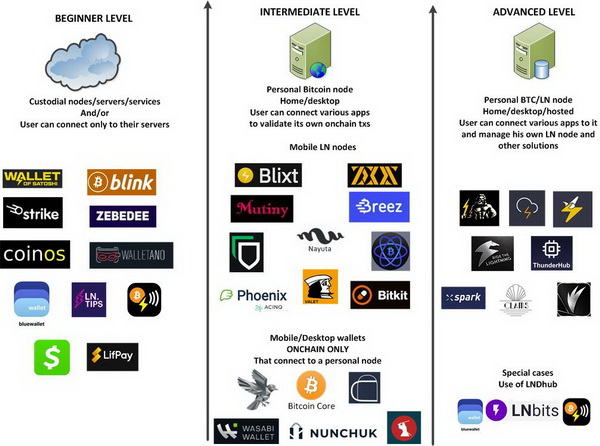 BEGINNER LEVEL
Custodial nodes/servers/services
And/or
User can connect only to their servers
WALLET
OF SATOSHI
blink
strike
ZEBEDEE
coinos
WALLETANO
wallet
bluewallet
LN.
TIPS
LifPay
INTERMEDIATE LEVEL
Personal Bitcoin node
Home/desktop
User can connect various apps
to validate its own onchain txs
Mobile LN nodes
Blixt
Mutiny
Breez
Nayuta
Phoenix
By ACINQ
VALET
Bitkit
Mobile/Desktop wallets
ONCHAIN ONLY
That connect to a personal node
Bitcoin Core
WASABI
WALLET
NUNCHUK
ADVANCED LEVEL
Personal BTC/LN node
Home/desktop/hosted
User can connect various apps to it
and manage his own LN node and
other solutions
RIDE THE
LIGHTNING
ThunderHub
spark
CLAMS
Special cases
Use of LNDhub
wallet
bluewallet
LNbits